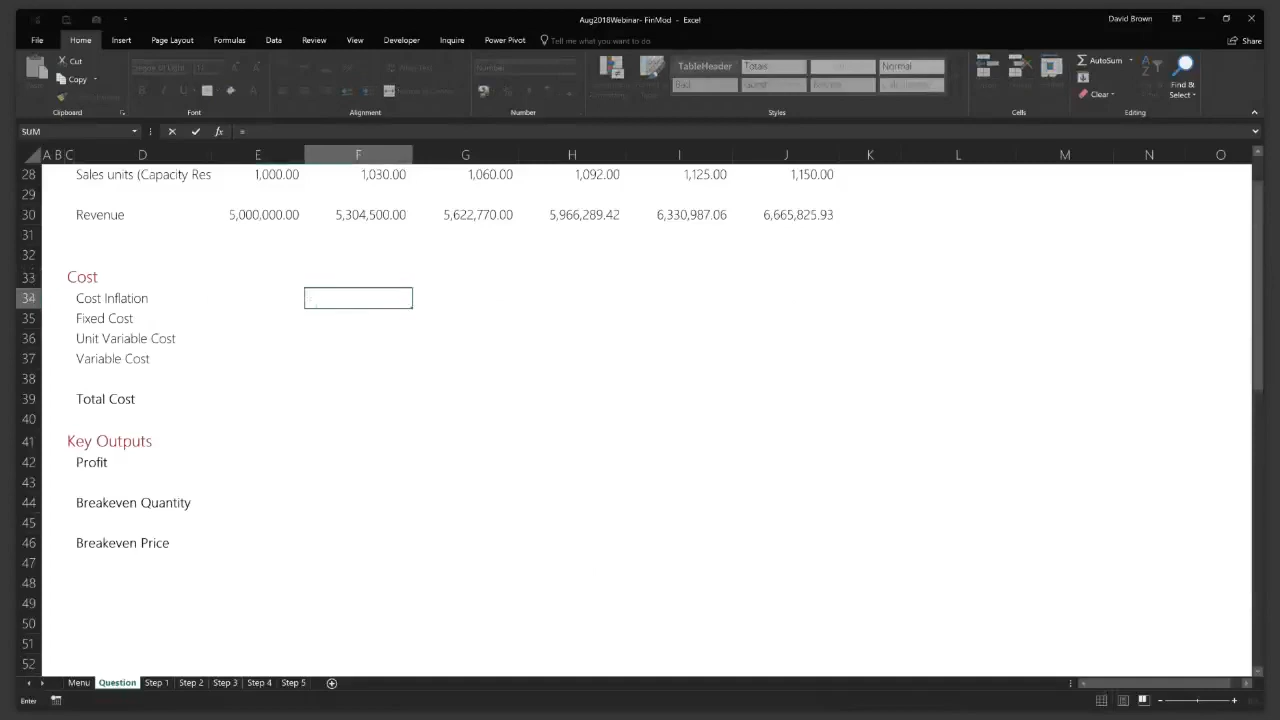 Aug2018Webinar- FinMod - Excel
David Brown
File Home Insert Page Layout Formulas Data Review View Developer Inquire Power Pivot Tell me what you want to do Share
Cut
Copy
TableHeader Totals Normal
Bad
AutoSum
Clear
Find & Select
Clipboard Font Alignment Number Styles Cells Editing
SUM fx =
A B C D E F G H I J K L M N O
28 Sales units (Capacity Res 1,000.00 1,030.00 1,060.00 1,092.00 1,125.00 1,150.00
29
30 Revenue 5,000,000.00 5,304,500.00 5,622,770.00 5,966,289.42 6,330,987.06 6,665,825.93
31
32
33 Cost
34 Cost Inflation
35 Fixed Cost
36 Unit Variable Cost
37 Variable Cost
38
39 Total Cost
40
41 Key Outputs
42 Profit
43
44 Breakeven Quantity
45
46 Breakeven Price
47
48
49
50
51
52
Menu Question Step 1 Step 2 Step 3 Step 4 Step 5
Enter